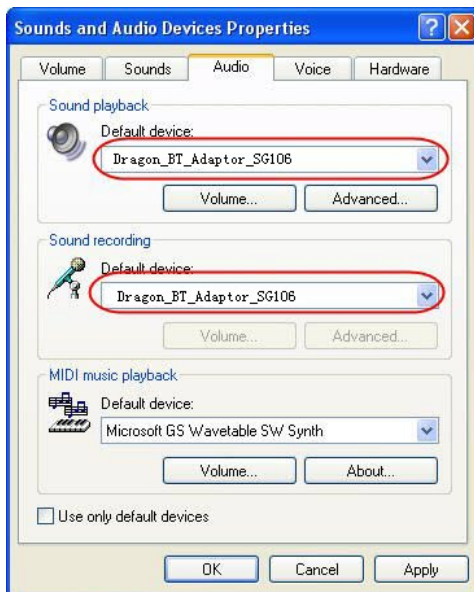 Sounds and Audio Devices Properties
Volume Sounds Audio Voice Hardware
Sound playback
Default device:
Dragon_BT_Adaptor_SG106
Volume... Advanced...
Sound recording
Default device:
Dragon_BT_Adaptor_SG106
Volume... Advanced...
MIDI music playback
Default device:
Microsoft GS Wavetable SW Synth
Volume... About...
Use only default devices
OK Cancel Apply